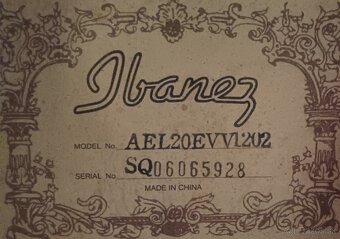 Ibanez
MODEL No. AEL20EVV1202
SERIAL No SQ06065928
MADE IN CHINA